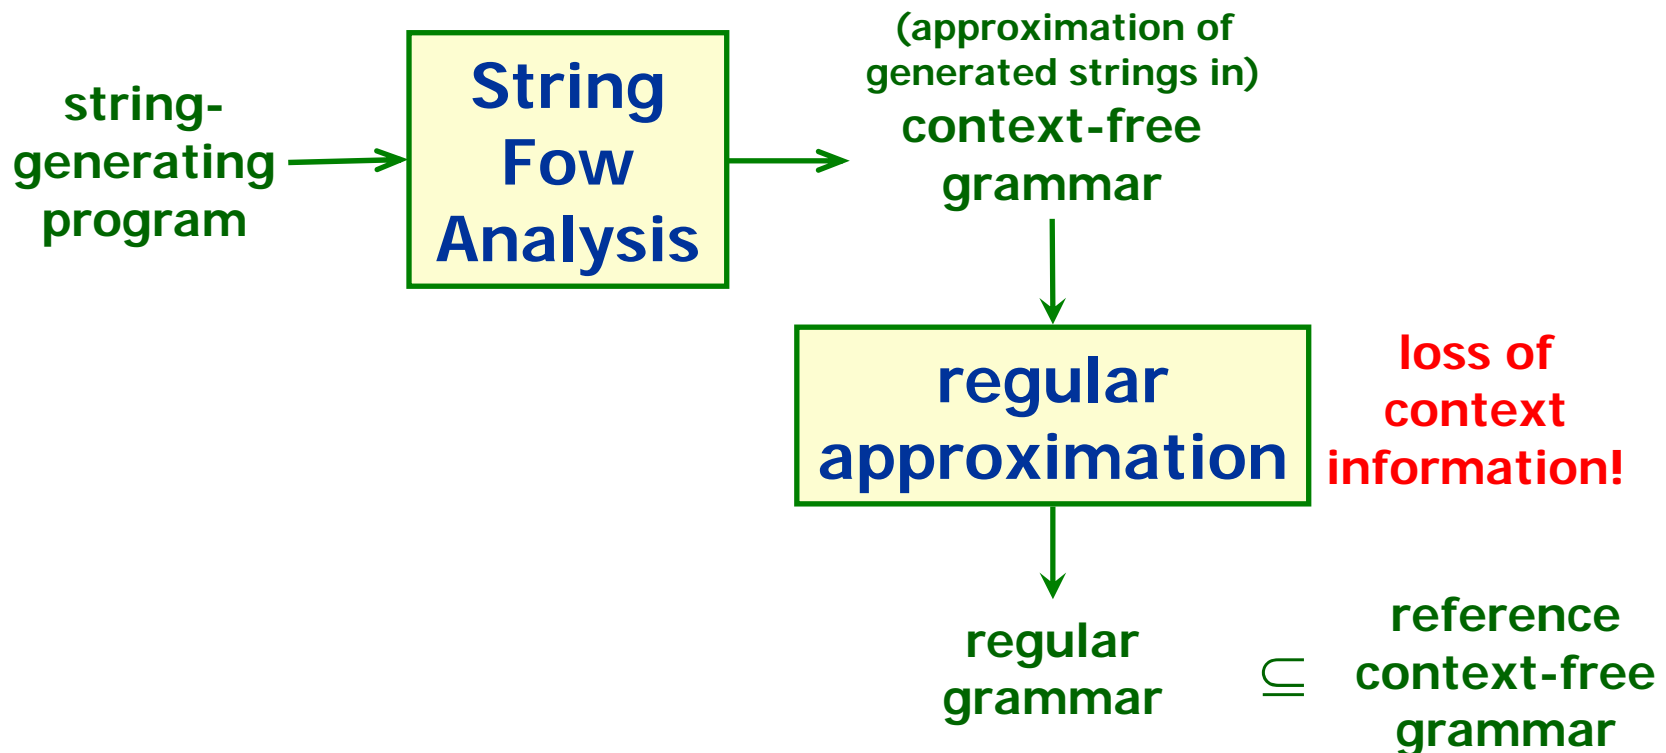 string-
generating
program
String
Fow
Analysis
(approximation of
generated strings in)
context-free
grammar
regular
approximation
loss of
context
information!
regular
grammar
⊆
reference
context-free
grammar